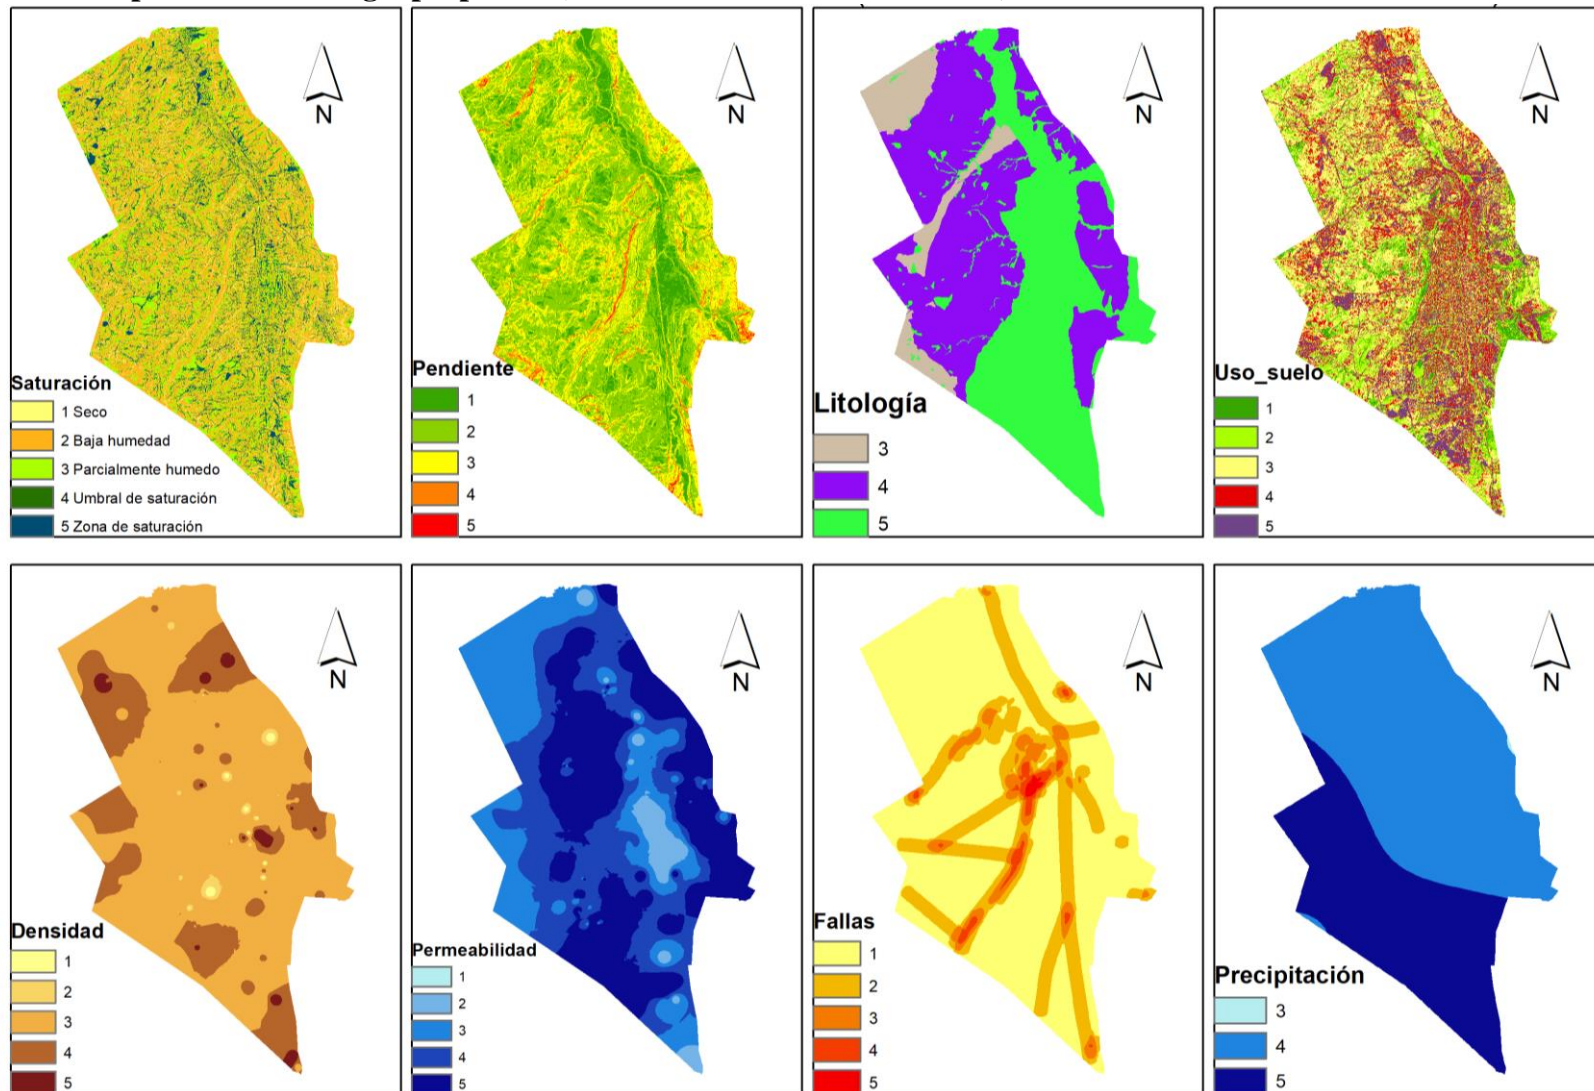 N
N
N
N
Saturación
1 Seco
2 Baja humedad
3 Parcialmente humedo
4 Umbral de saturación
5 Zona de saturación
Pendiente
1
2
3
4
5
Litología
3
4
5
Uso_suelo
1
2
3
4
5
N
N
N
N
Densidad
1
2
3
4
5
Permeabilidad
1
2
3
4
5
Fallas
1
2
3
4
5
Precipitación
3
4
5